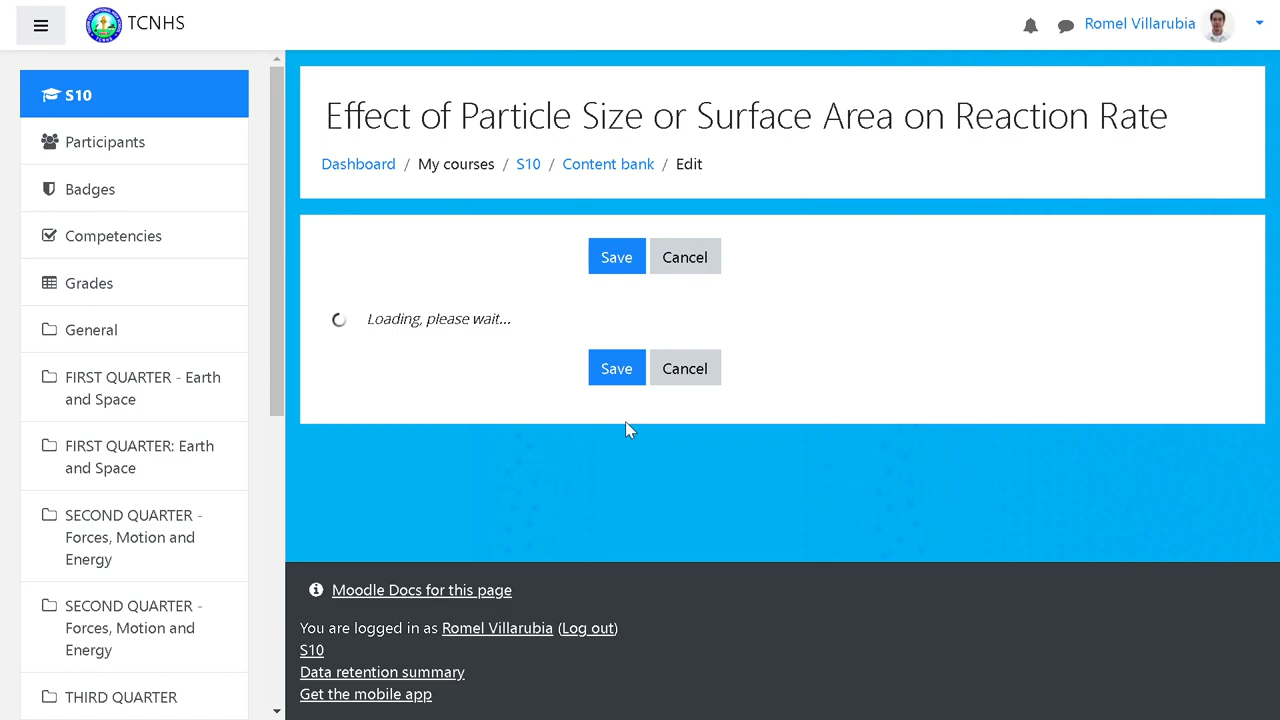 TCNHS
Romel Villarubia
S10
Participants
Badges
Competencies
Grades
General
FIRST QUARTER - Earth
and Space
FIRST QUARTER: Earth
and Space
SECOND QUARTER -
Forces, Motion and
Energy
SECOND QUARTER -
Forces, Motion and
Energy
THIRD QUARTER
Effect of Particle Size or Surface Area on Reaction Rate
Dashboard / My courses / S10 / Content bank / Edit
Save Cancel
Loading, please wait...
Save Cancel
Moodle Docs for this page
You are logged in as Romel Villarubia (Log out)
S10
Data retention summary
Get the mobile app